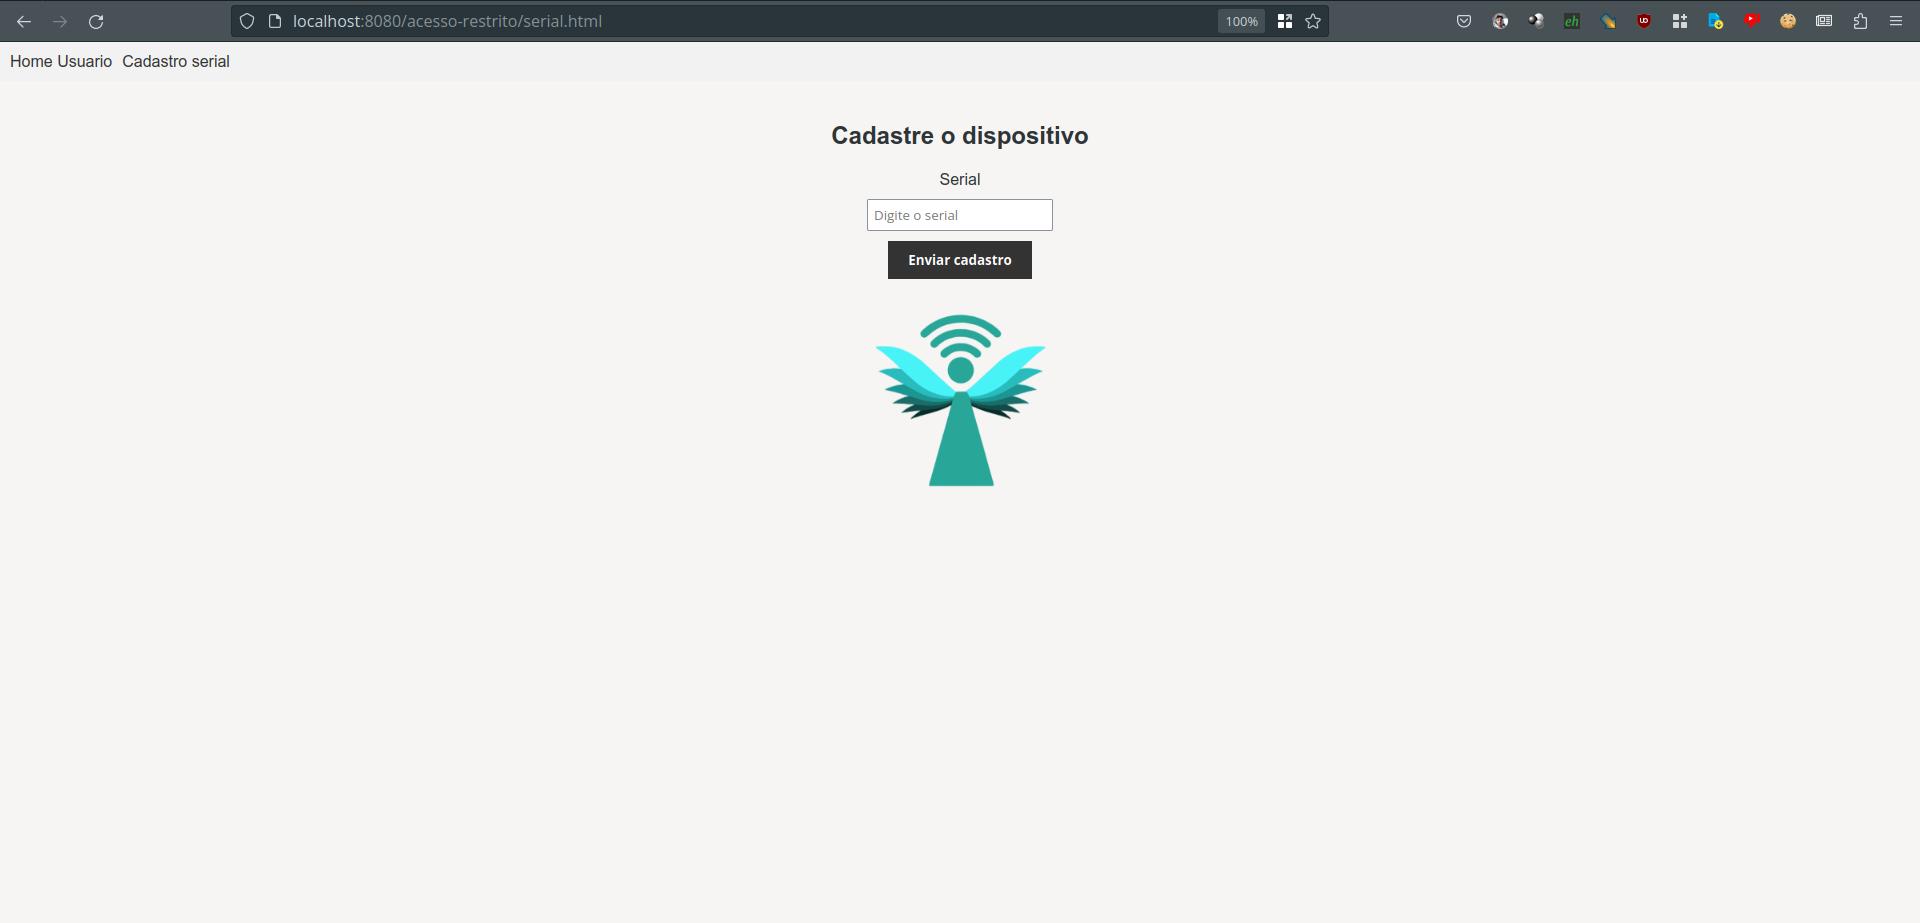 localhost:8080/acesso-restrito/serial.html
100%
eh
UD
Home Usuario Cadastro serial
Cadastre o dispositivo
Serial
Digite o serial
Enviar cadastro